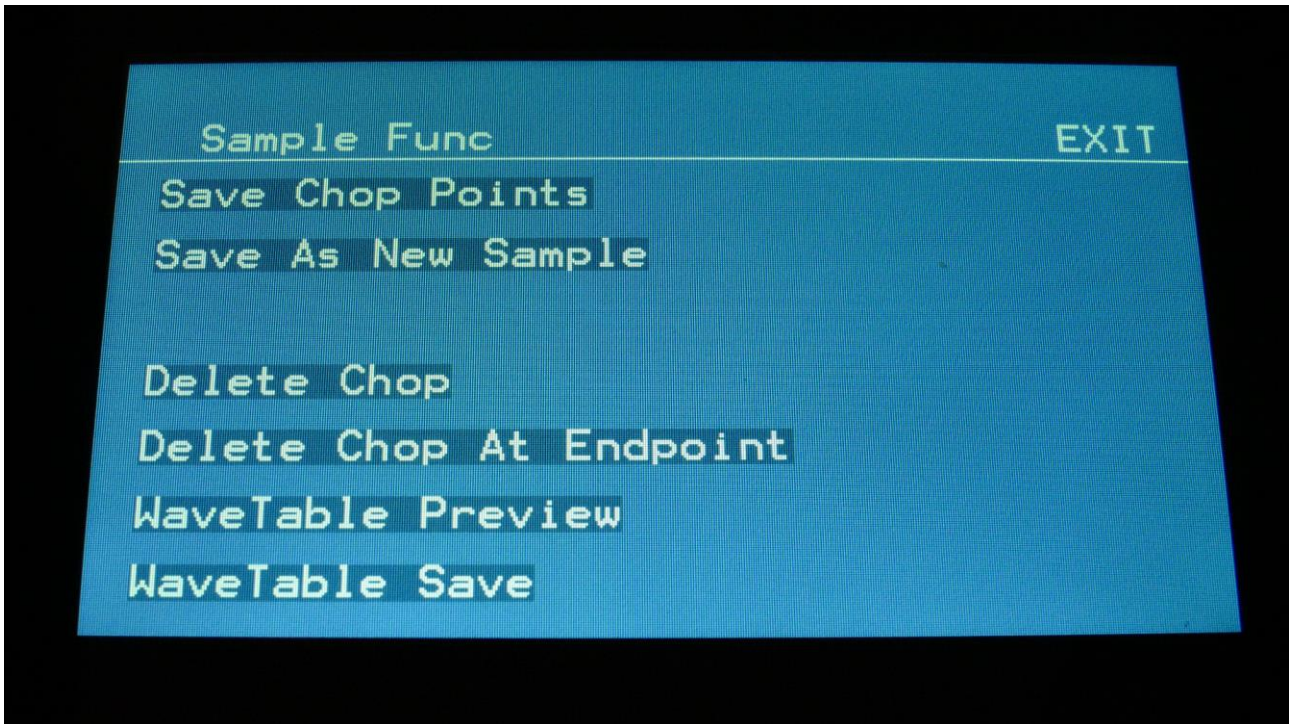 Sample Func EXIT
Save Chop Points
Save As New Sample
Delete Chop
Delete Chop At Endpoint
WaveTable Preview
WaveTable Save